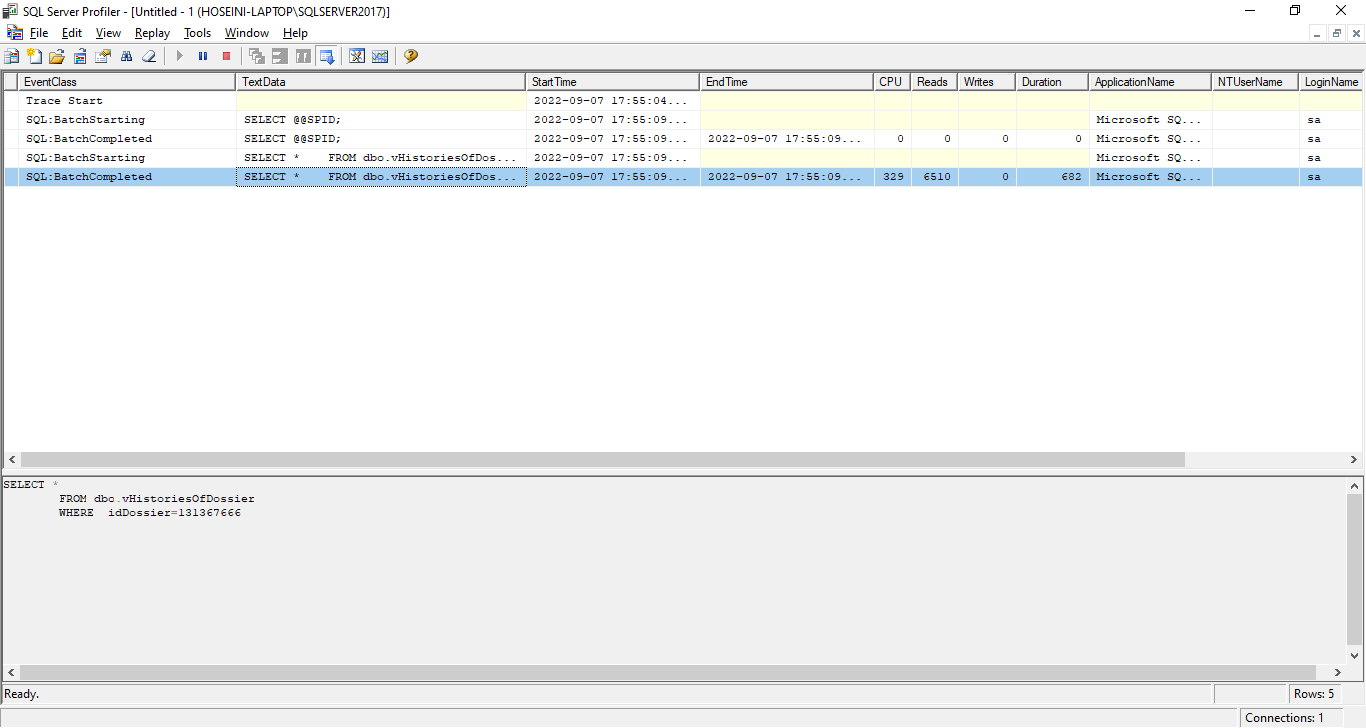 SQL Server Profiler - [Untitled - 1 (HOSEINI-LAPTOP\SQLSERVER2017)]
File Edit View Replay Tools Window Help
EventClass TextData StartTime EndTime CPU Reads Writes Duration ApplicationName NTUserName LoginName
Trace Start 2022-09-07 17:55:04...
SQL:BatchStarting SELECT @@SPID; 2022-09-07 17:55:09... Microsoft SQ... sa
SQL:BatchCompleted SELECT @@SPID; 2022-09-07 17:55:09... 2022-09-07 17:55:09... 0 0 0 0 Microsoft SQ... sa
SQL:BatchStarting SELECT * FROM dbo.vHistoriesOfDos... 2022-09-07 17:55:09... Microsoft SQ... sa
SQL:BatchCompleted SELECT * FROM dbo.vHistoriesOfDos... 2022-09-07 17:55:09... 2022-09-07 17:55:09... 329 6510 0 682 Microsoft SQ... sa
SELECT *
FROM dbo.vHistoriesOfDossier
WHERE idDossier=131367666
Ready.
Rows: 5
Connections: 1